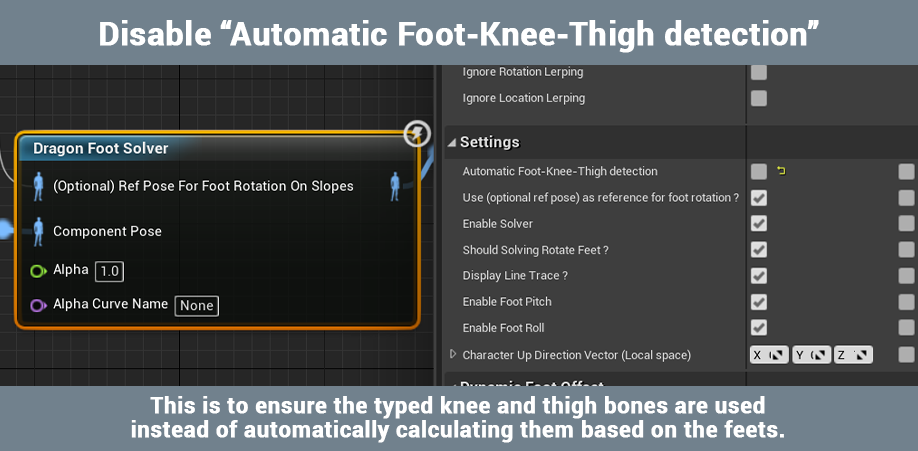 Disable “Automatic Foot-Knee-Thigh detection”
Dragon Foot Solver
(Optional) Ref Pose For Foot Rotation On Slopes
Component Pose
Alpha 1.0
Alpha Curve Name None
Ignore Rotation Lerping
Ignore Location Lerping
Settings
Automatic Foot-Knee-Thigh detection
Use (optional ref pose) as reference for foot rotation ?
Enable Solver
Should Solving Rotate Feet ?
Display Line Trace ?
Enable Foot Pitch
Enable Foot Roll
Character Up Direction Vector (Local space) X Y Z
Dynamic Foot Offset
This is to ensure the typed knee and thigh bones are used
instead of automatically calculating them based on the feets.